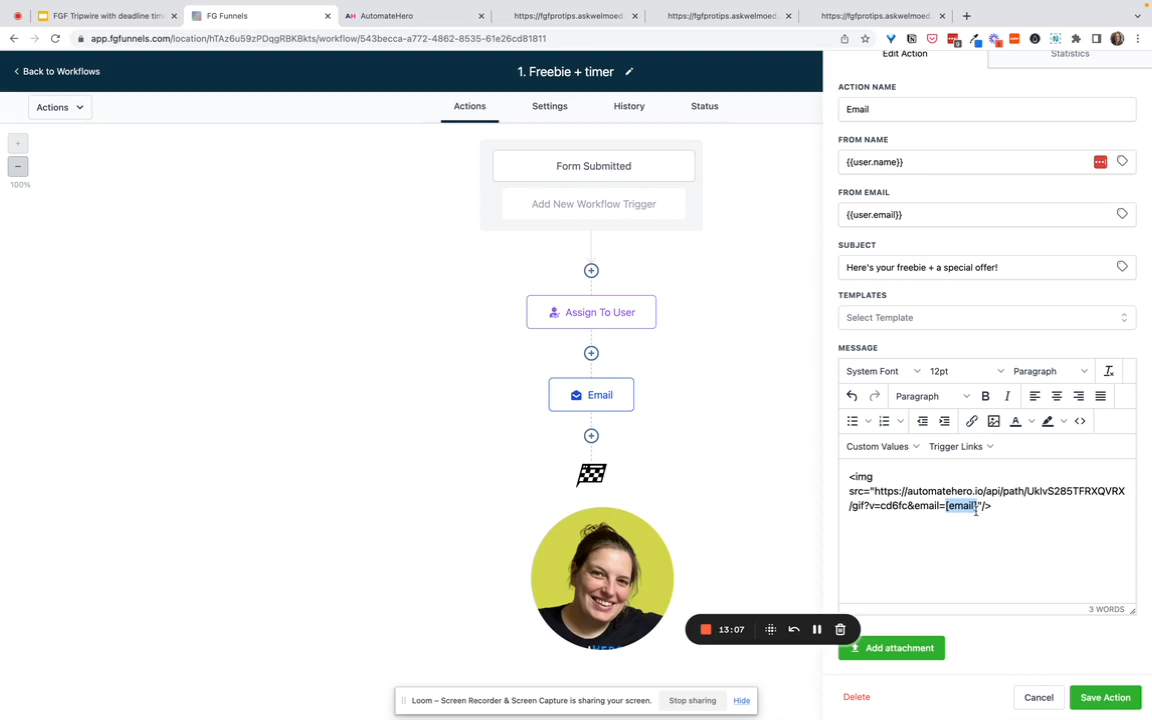 FGF Tripwire with deadline time
FG Funnels
AutomateHero
https://fgfprotips.askwelmoed.
https://fgfprotips.askwelmoed.
https://fgfprotips.askwelmoed.
app.fgfunnels.com/location/hTAz6u59zPDqgRBKBkts/workflow/543becca-a772-4862-8535-61e26cd81811
Back to Workflows
1. Freebie + timer
Actions
Actions
Settings
History
Status
100%
Form Submitted
Add New Workflow Trigger
Assign To User
Email
Edit Action
Statistics
ACTION NAME
Email
FROM NAME
{{user.name}}
FROM EMAIL
{{user.email}}
SUBJECT
Here's your freebie + a special offer!
TEMPLATES
Select Template
MESSAGE
System Font
12pt
Paragraph
Paragraph
B
I
A
Custom Values
Trigger Links
<img
src="https://automatehero.io/api/path/UklvS285TFRXQVRX
/gif?v=cd6fc&email=[email]"/>
3 WORDS
Add attachment
Delete
Cancel
Save Action
13:07
Loom – Screen Recorder & Screen Capture is sharing your screen.
Stop sharing
Hide